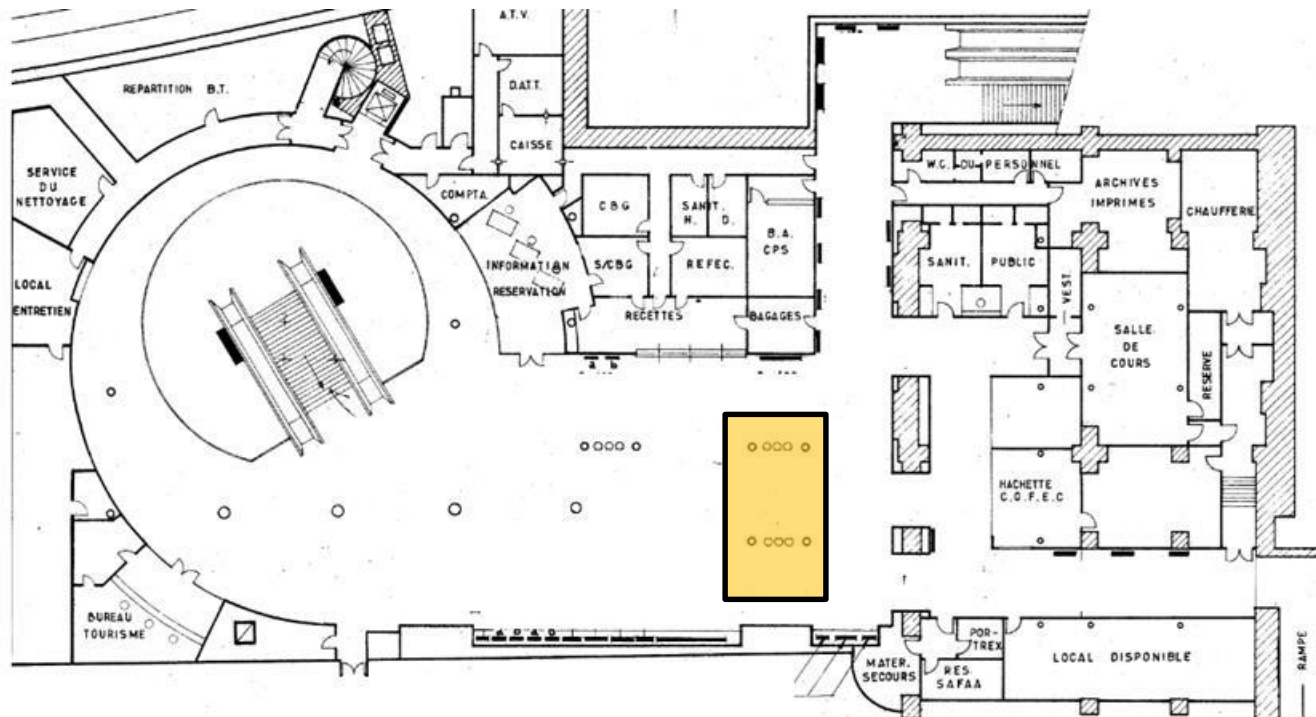 A.T.V.
REPARTITION B.T.
D.ATT.
CAISSE
W.C. DU PERSONNEL
SERVICE
DU
NETTOYAGE
COMPTA.
C.B.G
SANIT.
H. D.
B.A.
CPS
ARCHIVES
IMPRIMES
CHAUFFERIE
INFORMATION
RESERVATION
S/CBG
REFEC.
SANIT.
PUBLIC
VEST.
LOCAL
ENTRETIEN
RECETTES
BAGAGES
SALLE
DE
COURS
RESERVE
a b
HACHETTE
C.G.F.E.C
BUREAU
TOURISME
MATER.
SECOURS
POR-
TREX
RES.
SAFAA
LOCAL DISPONIBLE
RAMPE